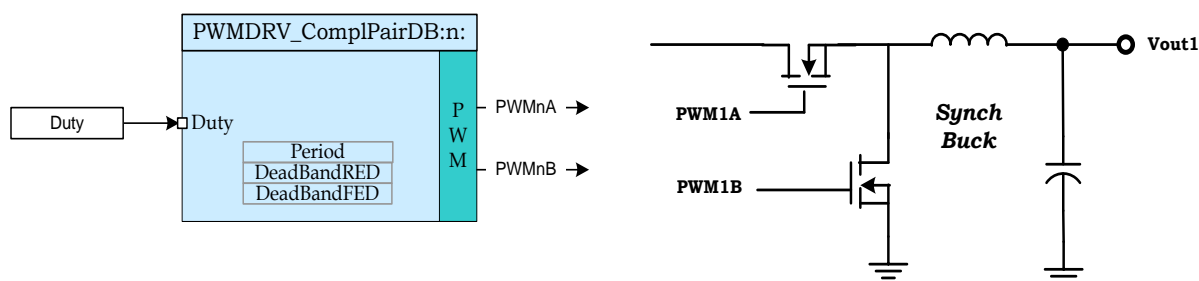 PWMDRV_ComplPairDB:n:
Duty
Duty
Period
DeadBandRED
DeadBandFED
P
W
M
PWMnA
PWMnB
Vout1
PWM1A
Synch
Buck
PWM1B